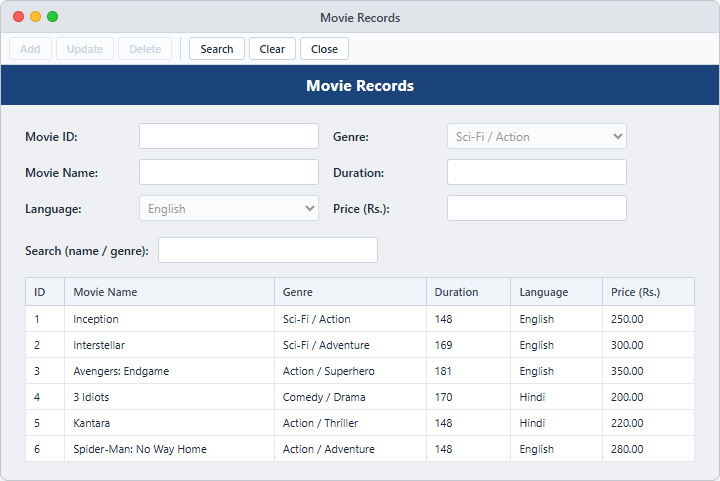 Movie Records
Add Update Delete Search Clear Close
Movie Records
Movie ID: Genre: Sci-Fi / Action
Movie Name: Duration:
Language: English Price (Rs.):
Search (name / genre):
ID Movie Name Genre Duration Language Price (Rs.)
1 Inception Sci-Fi / Action 148 English 250.00
2 Interstellar Sci-Fi / Adventure 169 English 300.00
3 Avengers: Endgame Action / Superhero 181 English 350.00
4 3 Idiots Comedy / Drama 170 Hindi 200.00
5 Kantara Action / Thriller 148 Hindi 220.00
6 Spider-Man: No Way Home Action / Adventure 148 English 280.00